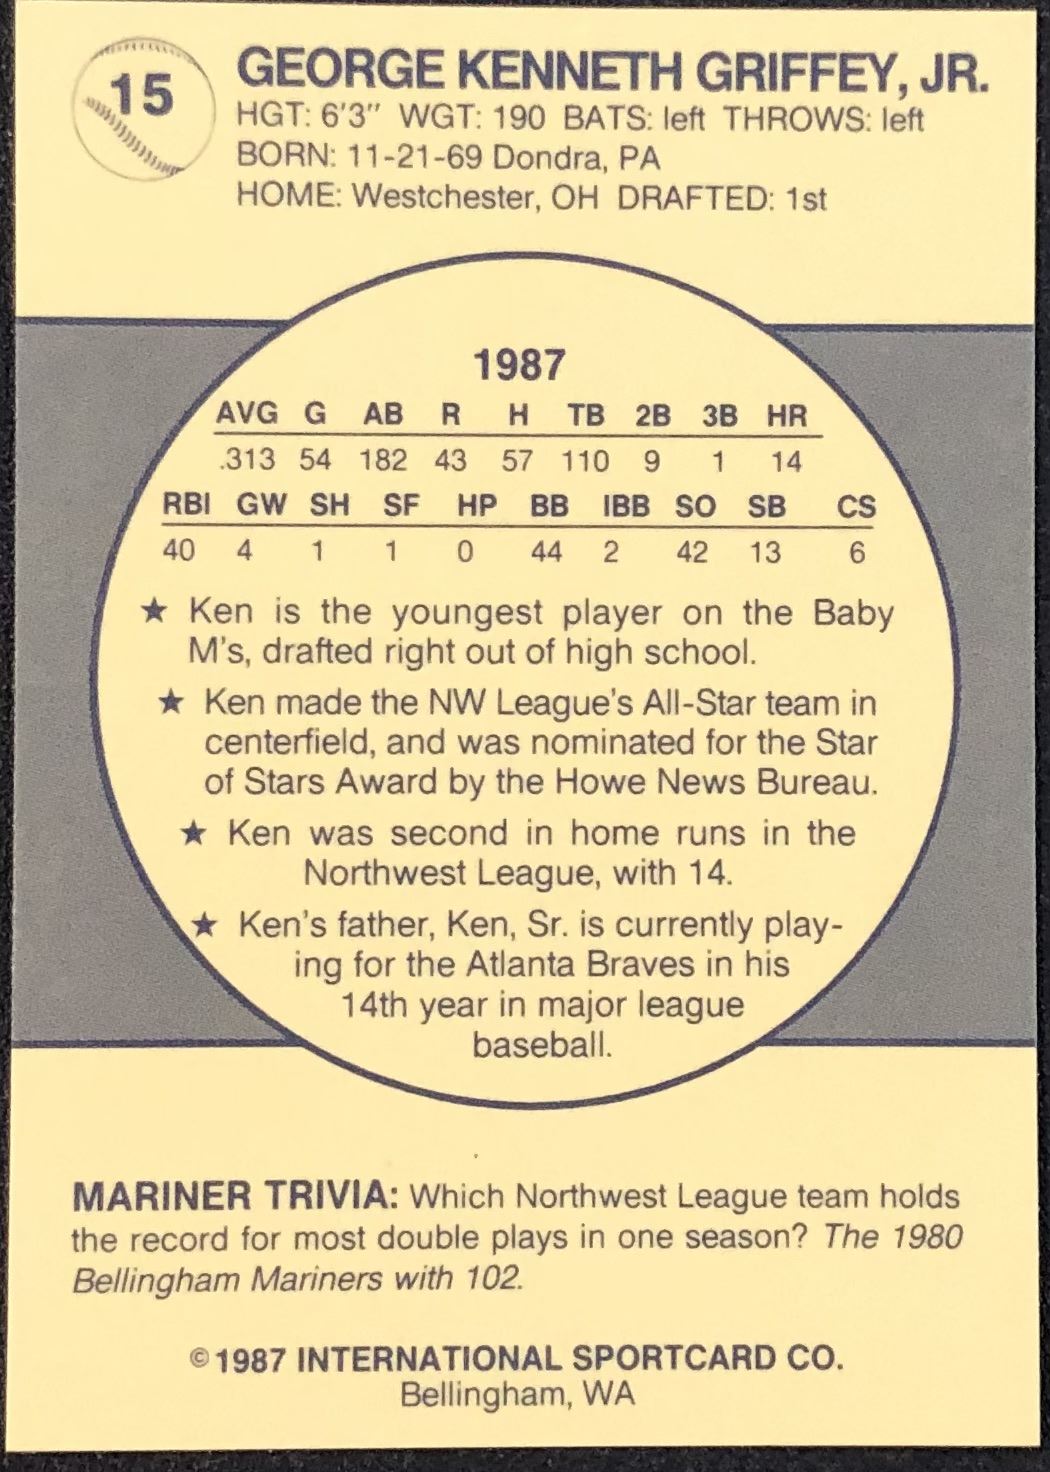 15
GEORGE KENNETH GRIFFEY, JR.
HGT: 6'3" WGT: 190 BATS: left THROWS: left
BORN: 11-21-69 Dondra, PA
HOME: Westchester, OH DRAFTED: 1st
1987
AVG G AB R H TB 2B 3B HR
.313 54 182 43 57 110 9 1 14
RBI GW SH SF HP BB IBB SO SB CS
40 4 1 1 0 44 2 42 13 6
★ Ken is the youngest player on the Baby
M's, drafted right out of high school.
★ Ken made the NW League's All-Star team in
centerfield, and was nominated for the Star
of Stars Award by the Howe News Bureau.
★ Ken was second in home runs in the
Northwest League, with 14.
★ Ken's father, Ken, Sr. is currently play-
ing for the Atlanta Braves in his
14th year in major league
baseball.
MARINER TRIVIA: Which Northwest League team holds
the record for most double plays in one season? The 1980
Bellingham Mariners with 102.
© 1987 INTERNATIONAL SPORTCARD CO.
Bellingham, WA